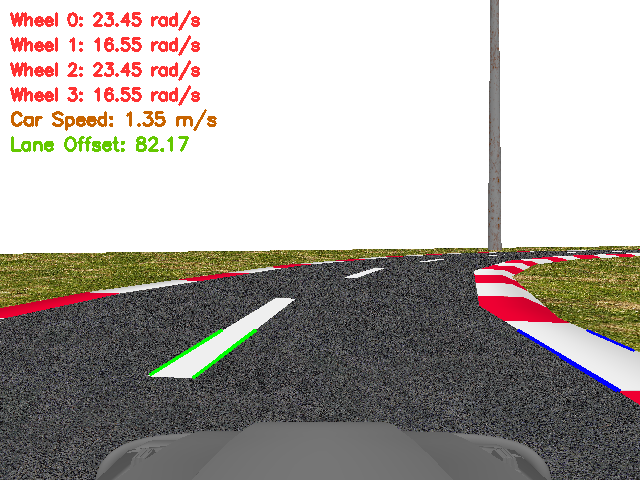 Wheel 0: 23.45 rad/s
Wheel 1: 16.55 rad/s
Wheel 2: 23.45 rad/s
Wheel 3: 16.55 rad/s
Car Speed: 1.35 m/s
Lane Offset: 82.17